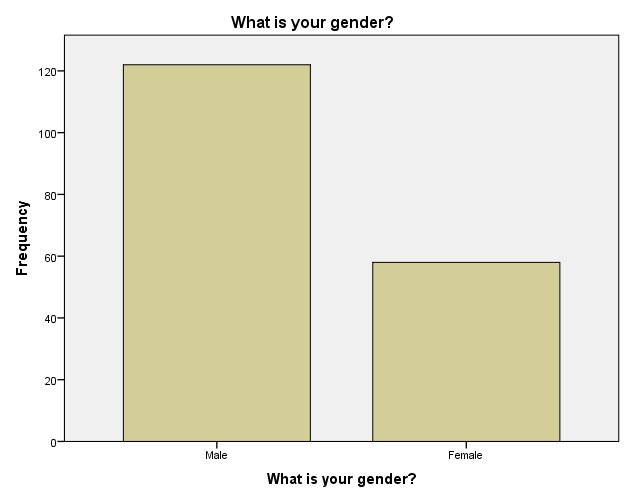 What is your gender?
Frequency
120
100
80
60
40
20
0
Male
Female
What is your gender?